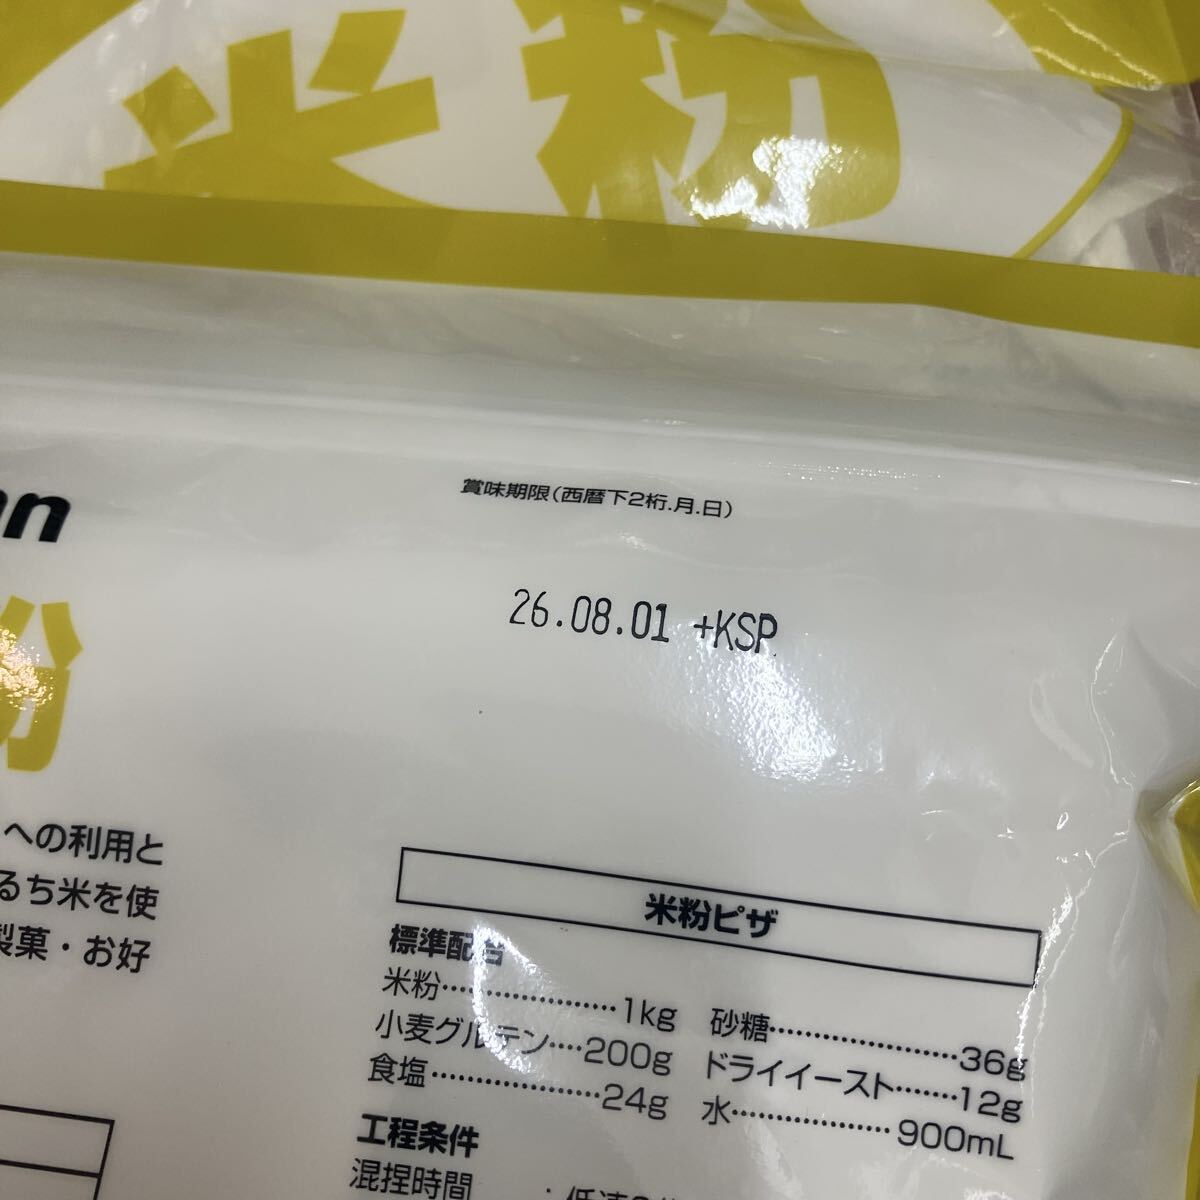 米粉
賞味期限(西暦下2桁.月.日)
26.08.01 +KSP
粉
への利用と
るち米を使
製菓・お好
米粉ピザ
標準配合
米粉……………1kg 砂糖……………36g
小麦グルテン…200g ドライイースト……12g
食塩……………24g 水……………900mL
工程条件
混捏時間 :